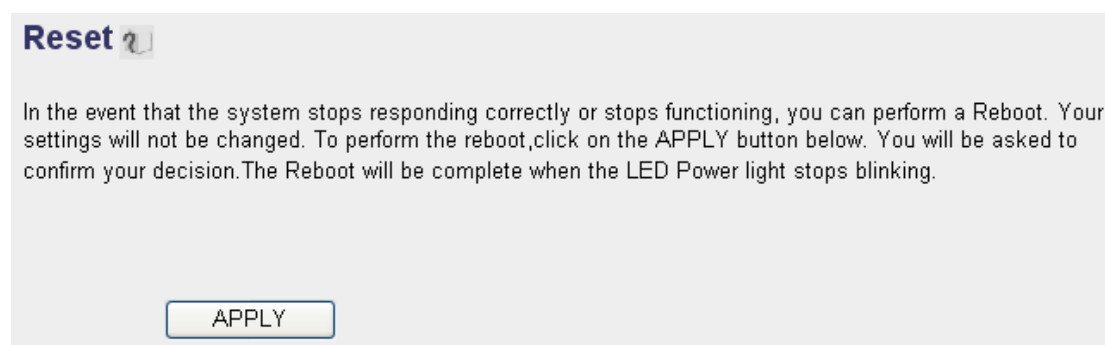 Reset
In the event that the system stops responding correctly or stops functioning, you can perform a Reboot. Your
settings will not be changed. To perform the reboot,click on the APPLY button below. You will be asked to
confirm your decision.The Reboot will be complete when the LED Power light stops blinking.
APPLY